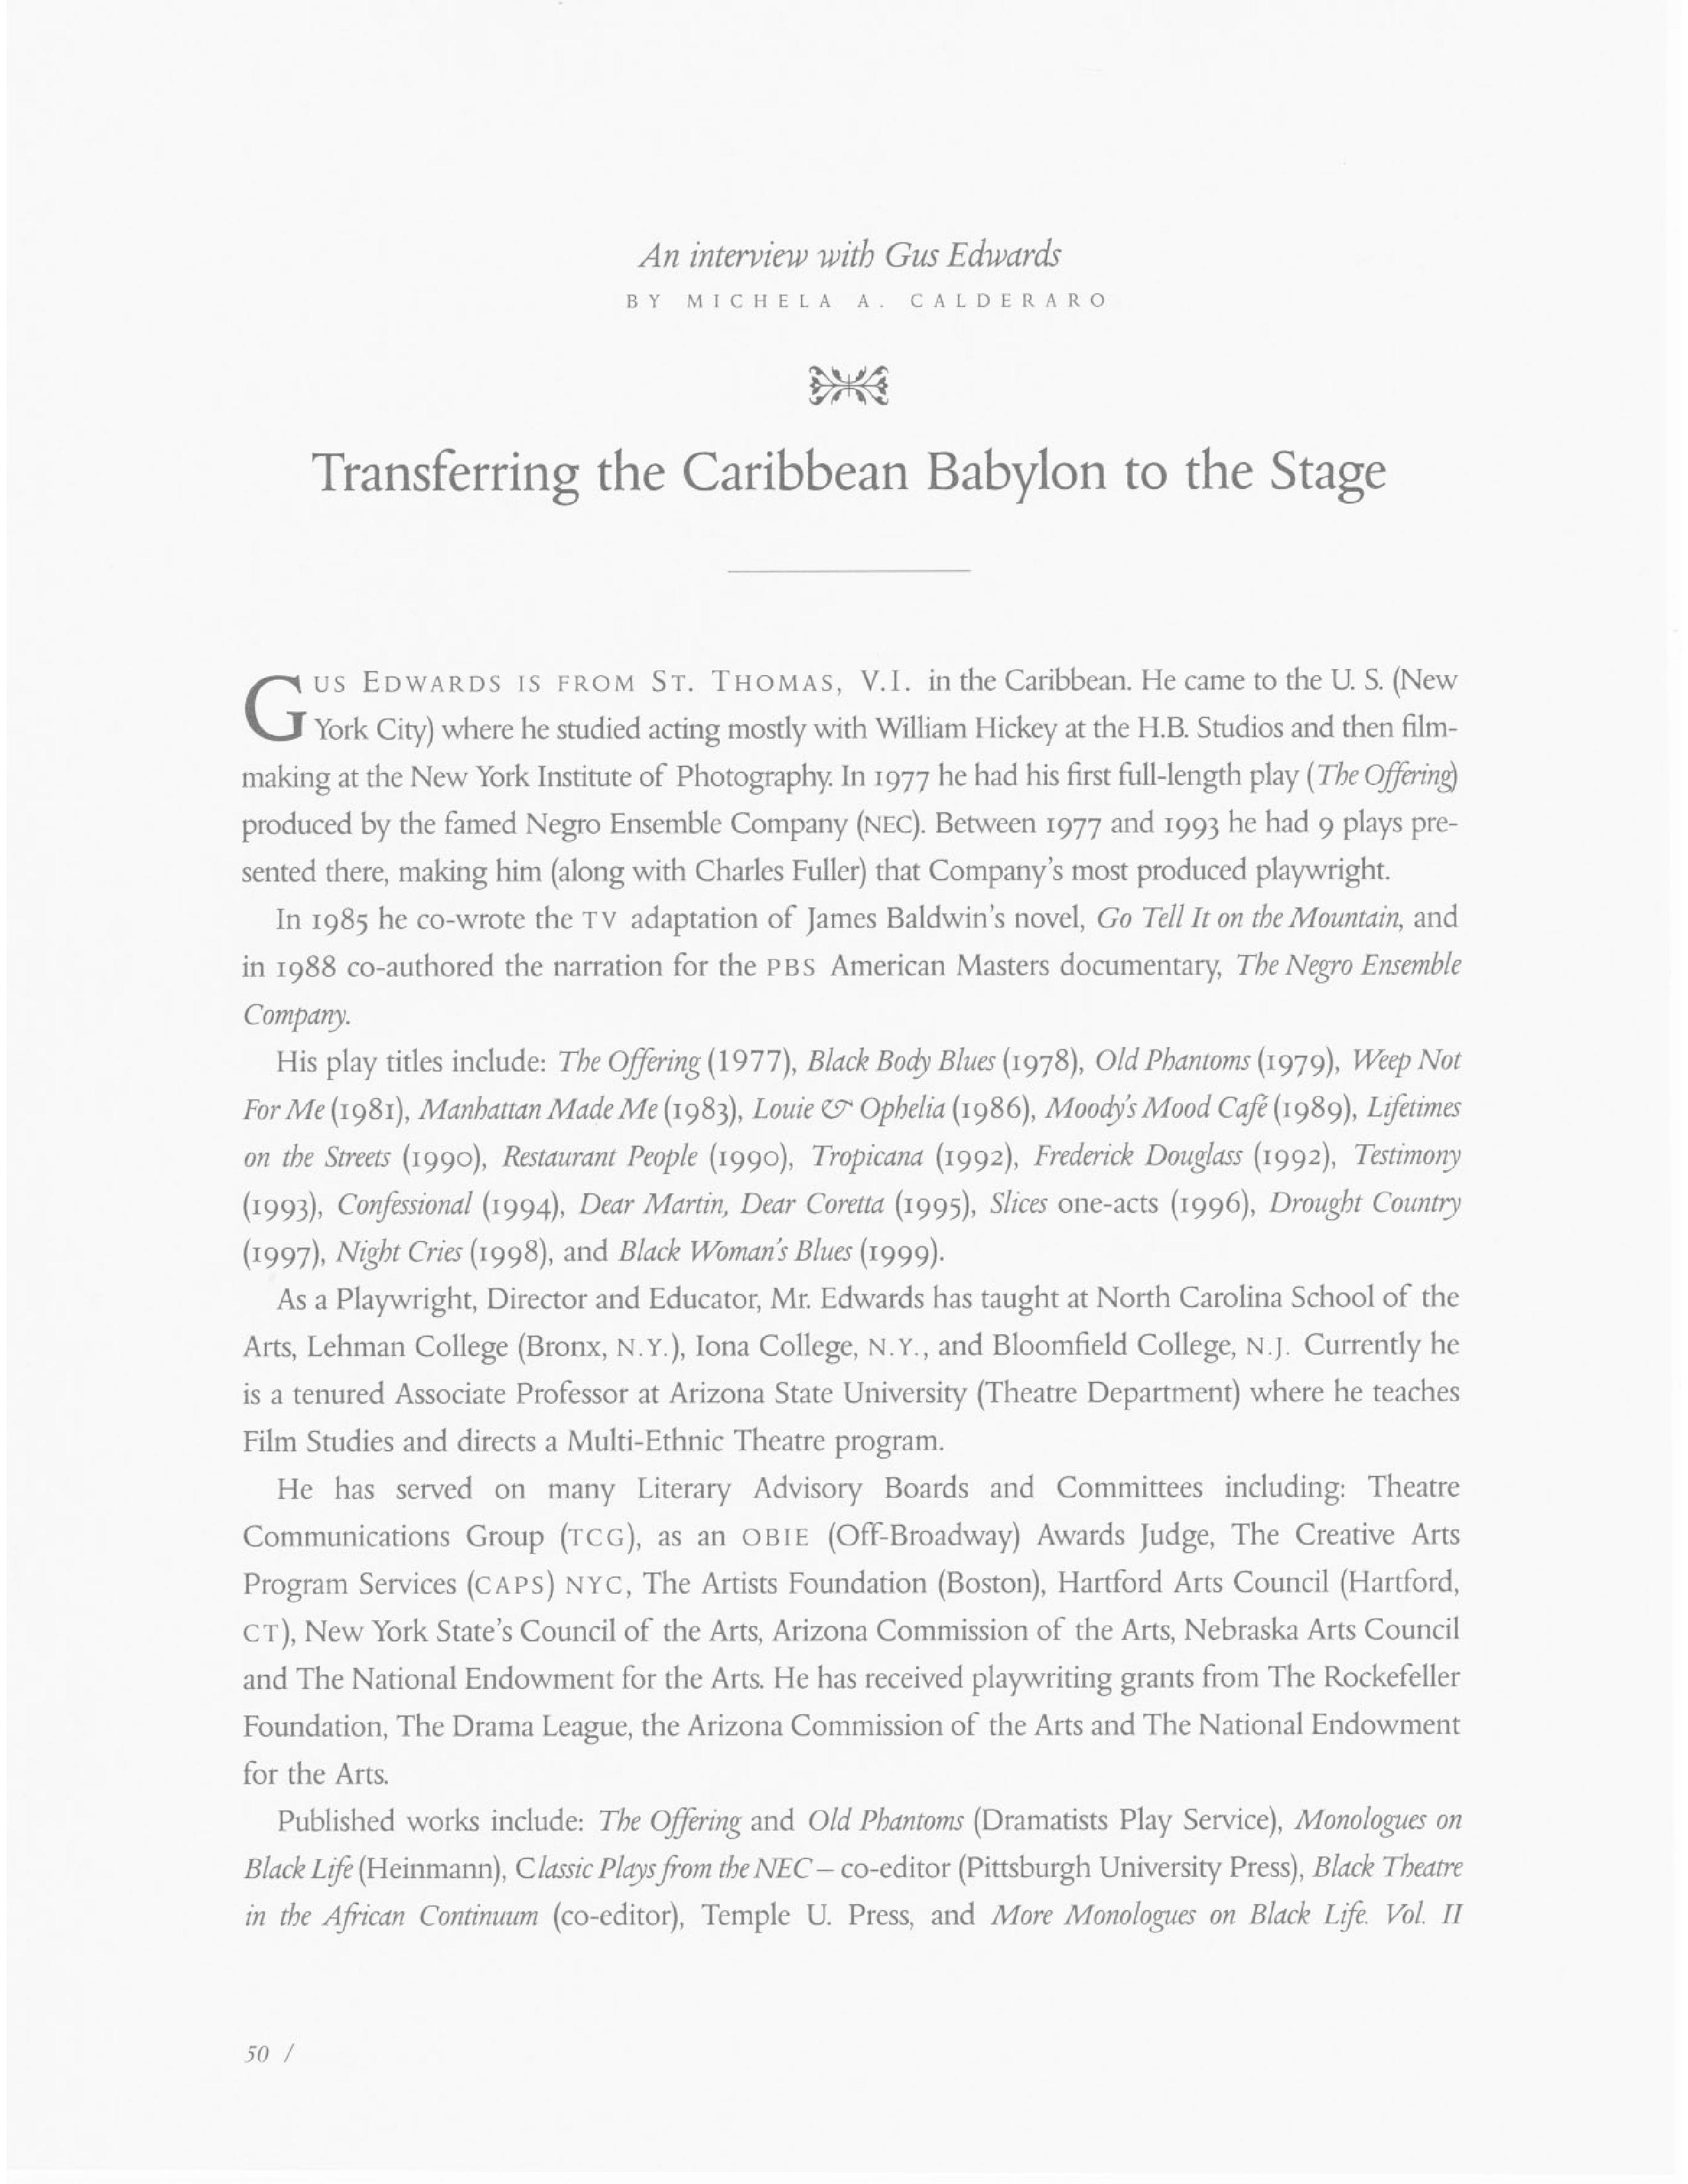 An interview with Gus Edwards
BY MICHELA A. CALDERARO
Transferring the Caribbean Babylon to the Stage
GUS EDWARDS IS FROM ST. THOMAS, V.I. in the Caribbean. He came to the U. S. (New
York City) where he studied acting mostly with William Hickey at the H.B. Studios and then film-
making at the New York Institute of Photography. In 1977 he had his first full-length play (The Offering)
produced by the famed Negro Ensemble Company (NEC). Between 1977 and 1993 he had 9 plays pre-
sented there, making him (along with Charles Fuller) that Company's most produced playwright.
In 1985 he co-wrote the TV adaptation of James Baldwin's novel, Go Tell It on the Mountain, and
in 1988 co-authored the narration for the PBS American Masters documentary, The Negro Ensemble
Company.
His play titles include: The Offering (1977), Black Body Blues (1978), Old Phantoms (1979), Weep Not
For Me (1981), Manhattan Made Me (1983), Louie & Ophelia (1986), Moody's Mood Café (1989), Lifetimes
on the Streets (1990), Restaurant People (1990), Tropicana (1992), Frederick Douglass (1992), Testimony
(1993), Confessional (1994), Dear Martin, Dear Coretta (1995), Slices one-acts (1996), Drought Country
(1997), Night Cries (1998), and Black Woman's Blues (1999).
As a Playwright, Director and Educator, Mr. Edwards has taught at North Carolina School of the
Arts, Lehman College (Bronx, N.Y.), Iona College, N.Y., and Bloomfield College, N.J. Currently he
is a tenured Associate Professor at Arizona State University (Theatre Department) where he teaches
Film Studies and directs a Multi-Ethnic Theatre program.
He has served on many Literary Advisory Boards and Committees including: Theatre
Communications Group (TCG), as an OBIE (Off-Broadway) Awards Judge, The Creative Arts
Program Services (CAPS) NYC, The Artists Foundation (Boston), Hartford Arts Council (Hartford,
CT), New York State's Council of the Arts, Arizona Commission of the Arts, Nebraska Arts Council
and The National Endowment for the Arts. He has received playwriting grants from The Rockefeller
Foundation, The Drama League, the Arizona Commission of the Arts and The National Endowment
for the Arts.
Published works include: The Offering and Old Phantoms (Dramatists Play Service), Monologues on
Black Life (Heinmann), Classic Plays from the NEC – co-editor (Pittsburgh University Press), Black Theatre
in the African Continuum (co-editor), Temple U. Press, and More Monologues on Black Life. Vol. II
50 /